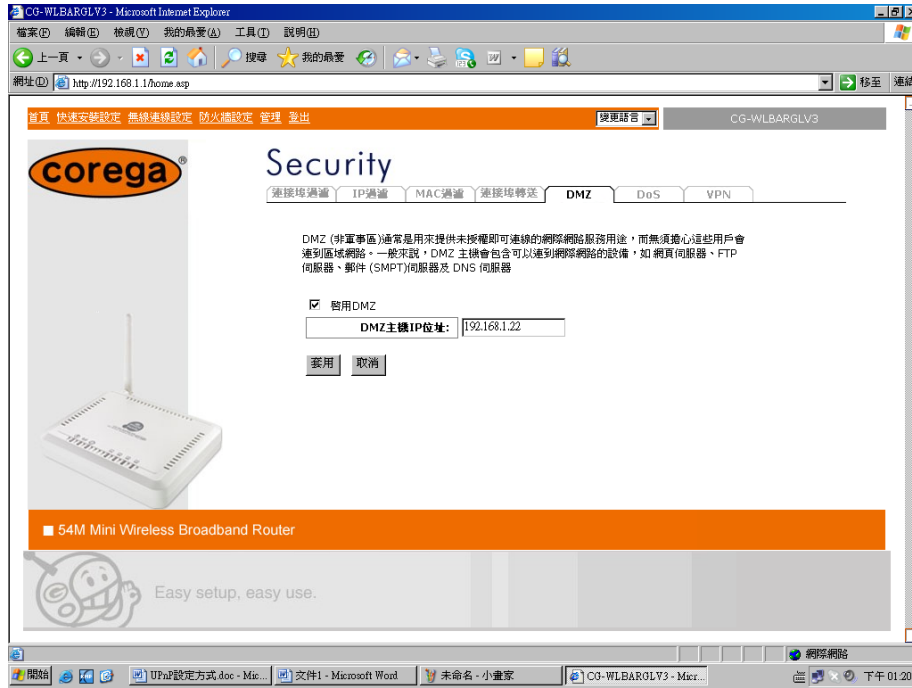 CG-WLBARGLV3 - Microsoft Internet Explorer
檔案(F) 編輯(E) 檢視(V) 我的最愛(A) 工具(T) 說明(H)
上一頁 搜尋 我的最愛
網址(D) http://192.168.1.1/home.asp 移至 連結
首頁 快速安裝設定 無線連線設定 防火牆設定 管理 登出 變更語言 CG-WLBARGLV3
corega®
Security
連接埠過濾 IP過濾 MAC過濾 連接埠轉送 DMZ DoS VPN
DMZ (非軍事區)通常是用來提供未授權即可連線的網際網路服務用途，而無須擔心這些用戶會
連到區域網路。一般來說，DMZ 主機會包含可以連到網際網路的設備，如 網頁伺服器、FTP
伺服器、郵件 (SMPT)伺服器及 DNS 伺服器
啓用DMZ
DMZ主機IP位址: 192.168.1.22
套用 取消
54M Mini Wireless Broadband Router
Easy setup, easy use.
網際網路
開始 UPnP設定方式.doc - Mic... 文件1 - Microsoft Word 未命名 - 小畫家 CG-WLBARGLV3 - Micr... 下午 01:20